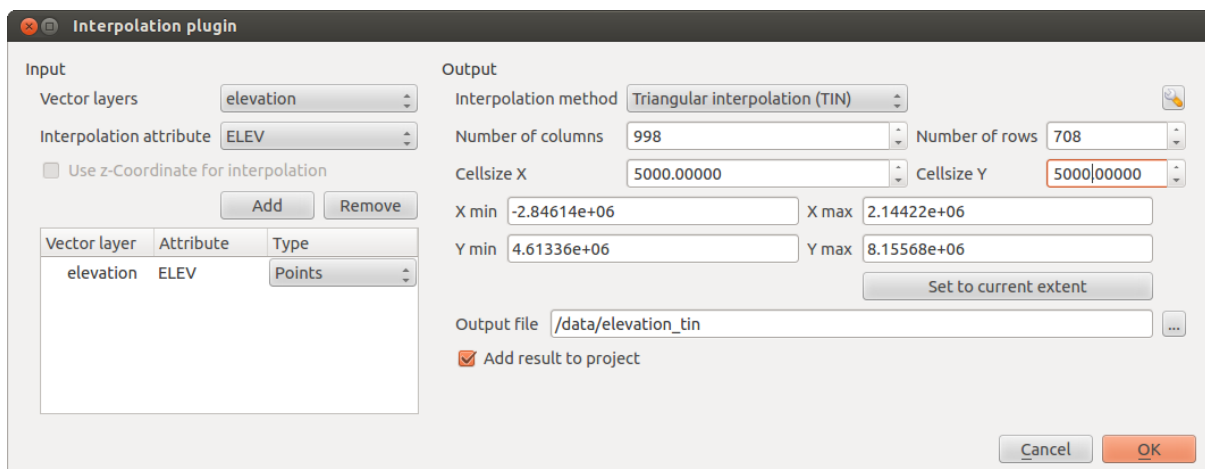 Interpolation plugin
Input
Vector layers elevation
Interpolation attribute ELEV
Use z-Coordinate for interpolation
Add Remove
Vector layer Attribute Type
elevation ELEV Points
Output
Interpolation method Triangular interpolation (TIN)
Number of columns 998 Number of rows 708
Cellsize X 5000.00000 Cellsize Y 5000.00000
X min -2.84614e+06 X max 2.14422e+06
Y min 4.61336e+06 Y max 8.15568e+06
Set to current extent
Output file /data/elevation_tin ...
Add result to project
Cancel OK